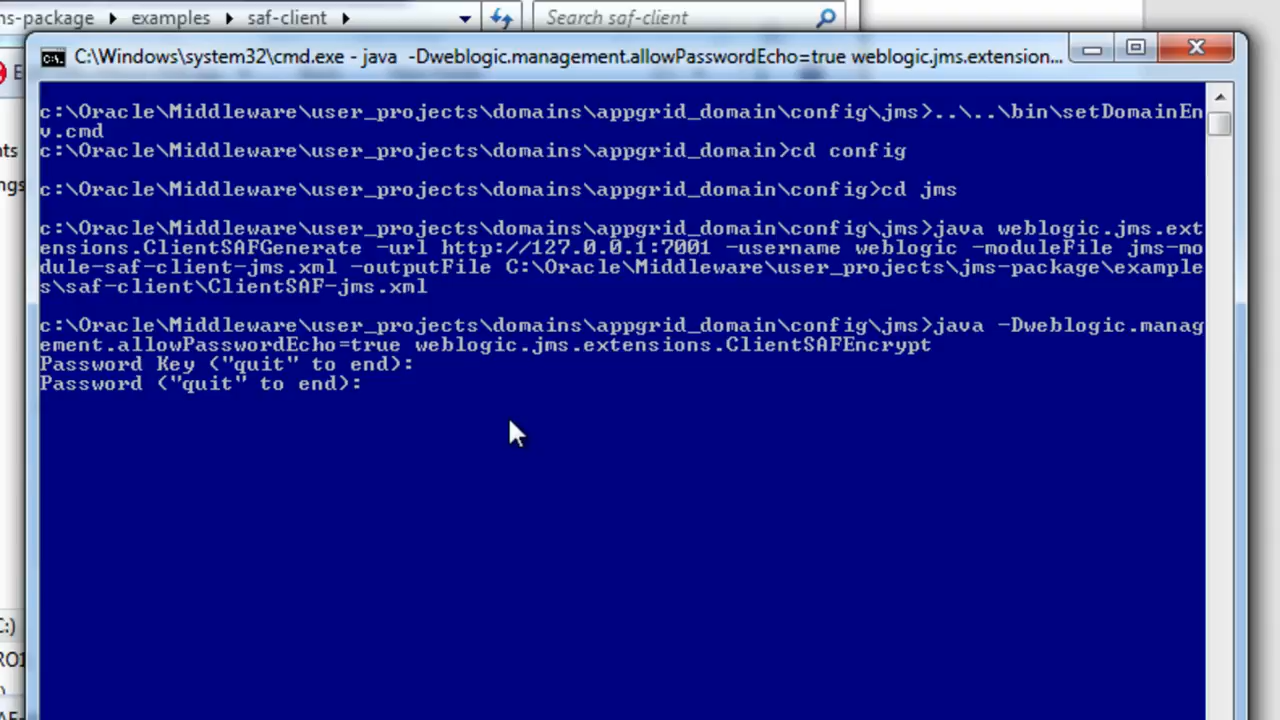 ns-package ▸ examples ▸ saf-client ▸
Search saf-client
C:\Windows\system32\cmd.exe - java -Dweblogic.management.allowPasswordEcho=true weblogic.jms.extension...
c:\Oracle\Middleware\user_projects\domains\appgrid_domain\config\jms>..\..\bin\setDomainEn
v.cmd
c:\Oracle\Middleware\user_projects\domains\appgrid_domain>cd config
c:\Oracle\Middleware\user_projects\domains\appgrid_domain\config>cd jms
c:\Oracle\Middleware\user_projects\domains\appgrid_domain\config\jms>java weblogic.jms.ext
ensions.ClientSAFGenerate -url http://127.0.0.1:7001 -username weblogic -moduleFile jms-mo
dule-saf-client-jms.xml -outputFile C:\Oracle\Middleware\user_projects\jms-package\example
s\saf-client\ClientSAF-jms.xml
c:\Oracle\Middleware\user_projects\domains\appgrid_domain\config\jms>java -Dweblogic.manag
ement.allowPasswordEcho=true weblogic.jms.extensions.ClientSAFEncrypt
Password Key ("quit" to end):
Password ("quit" to end):
nts
ngs
C:)